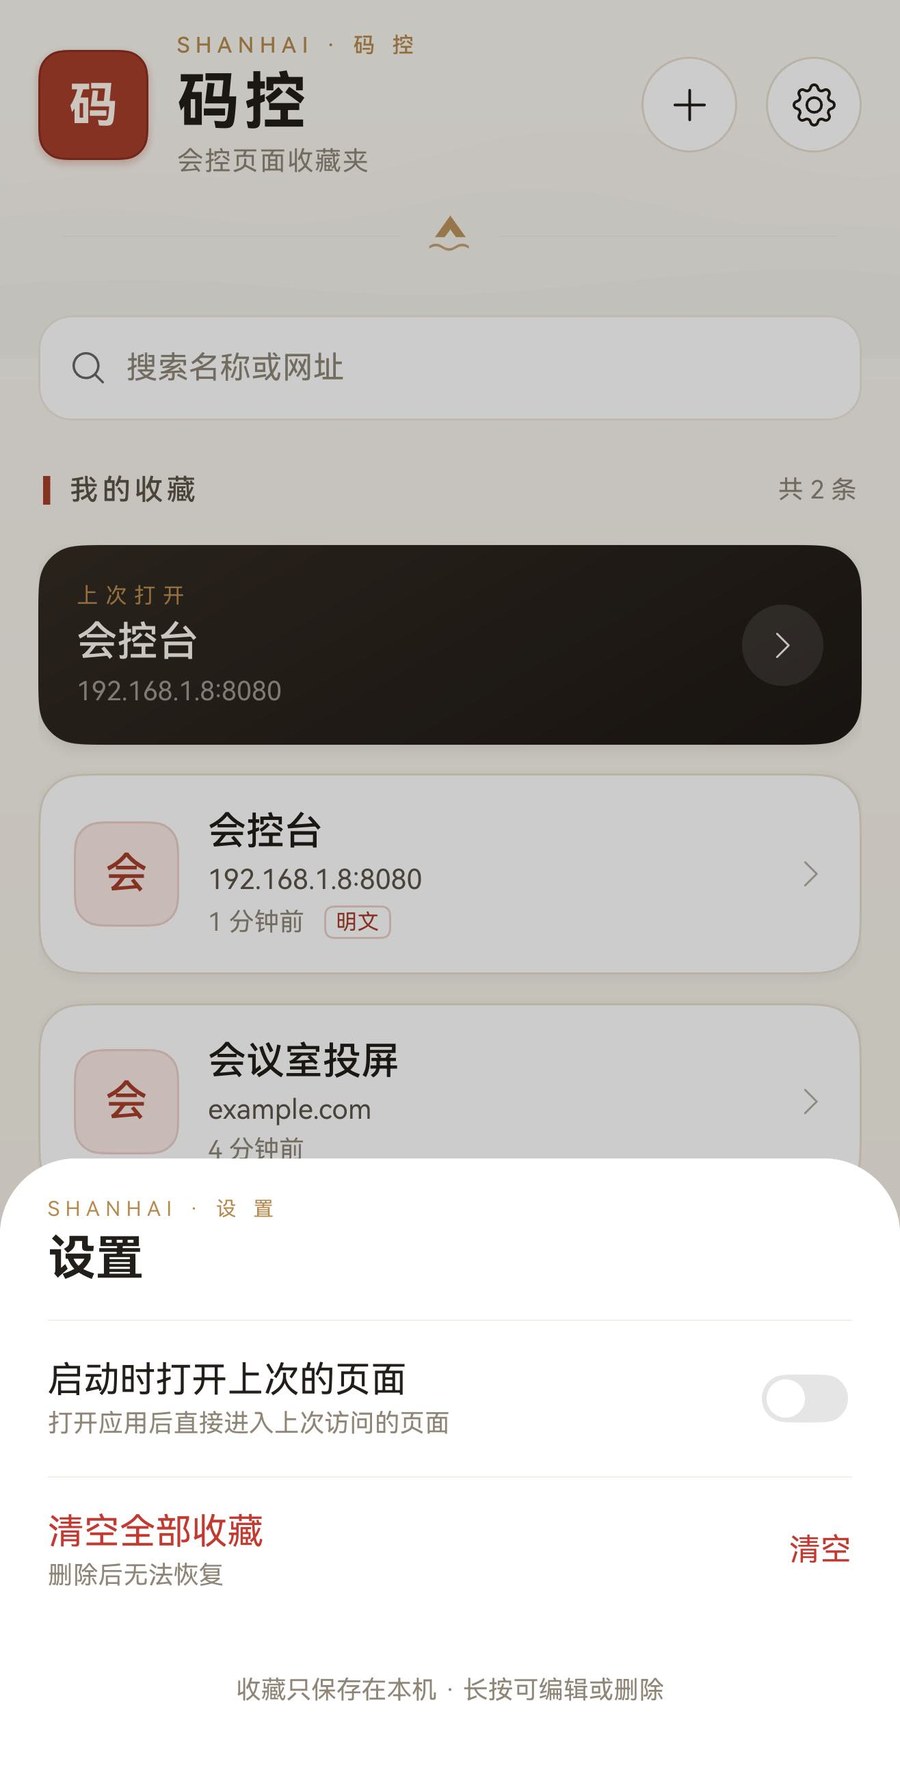 码
SHANHAI · 码 控
码控
会控页面收藏夹
搜索名称或网址
我的收藏
共 2 条
上次打开
会控台
192.168.1.8:8080
会
会控台
192.168.1.8:8080
1 分钟前
明文
会
会议室投屏
example.com
4 分钟前
SHANHAI · 设 置
设置
启动时打开上次的页面
打开应用后直接进入上次访问的页面
清空全部收藏
删除后无法恢复
清空
收藏只保存在本机 · 长按可编辑或删除